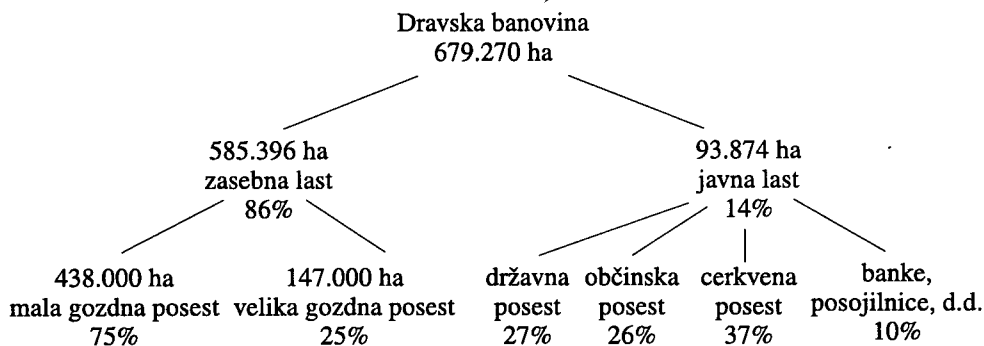 Dravska banovina
679.270 ha
585.396 ha
zasebna last
86%
93.874 ha
javna last
14%
438.000 ha
mala gozdna posest
75%
147.000 ha
velika gozdna posest
25%
državna
posest
27%
občinska
posest
26%
cerkvena
posest
37%
banke,
posojilnice, d.d.
10%